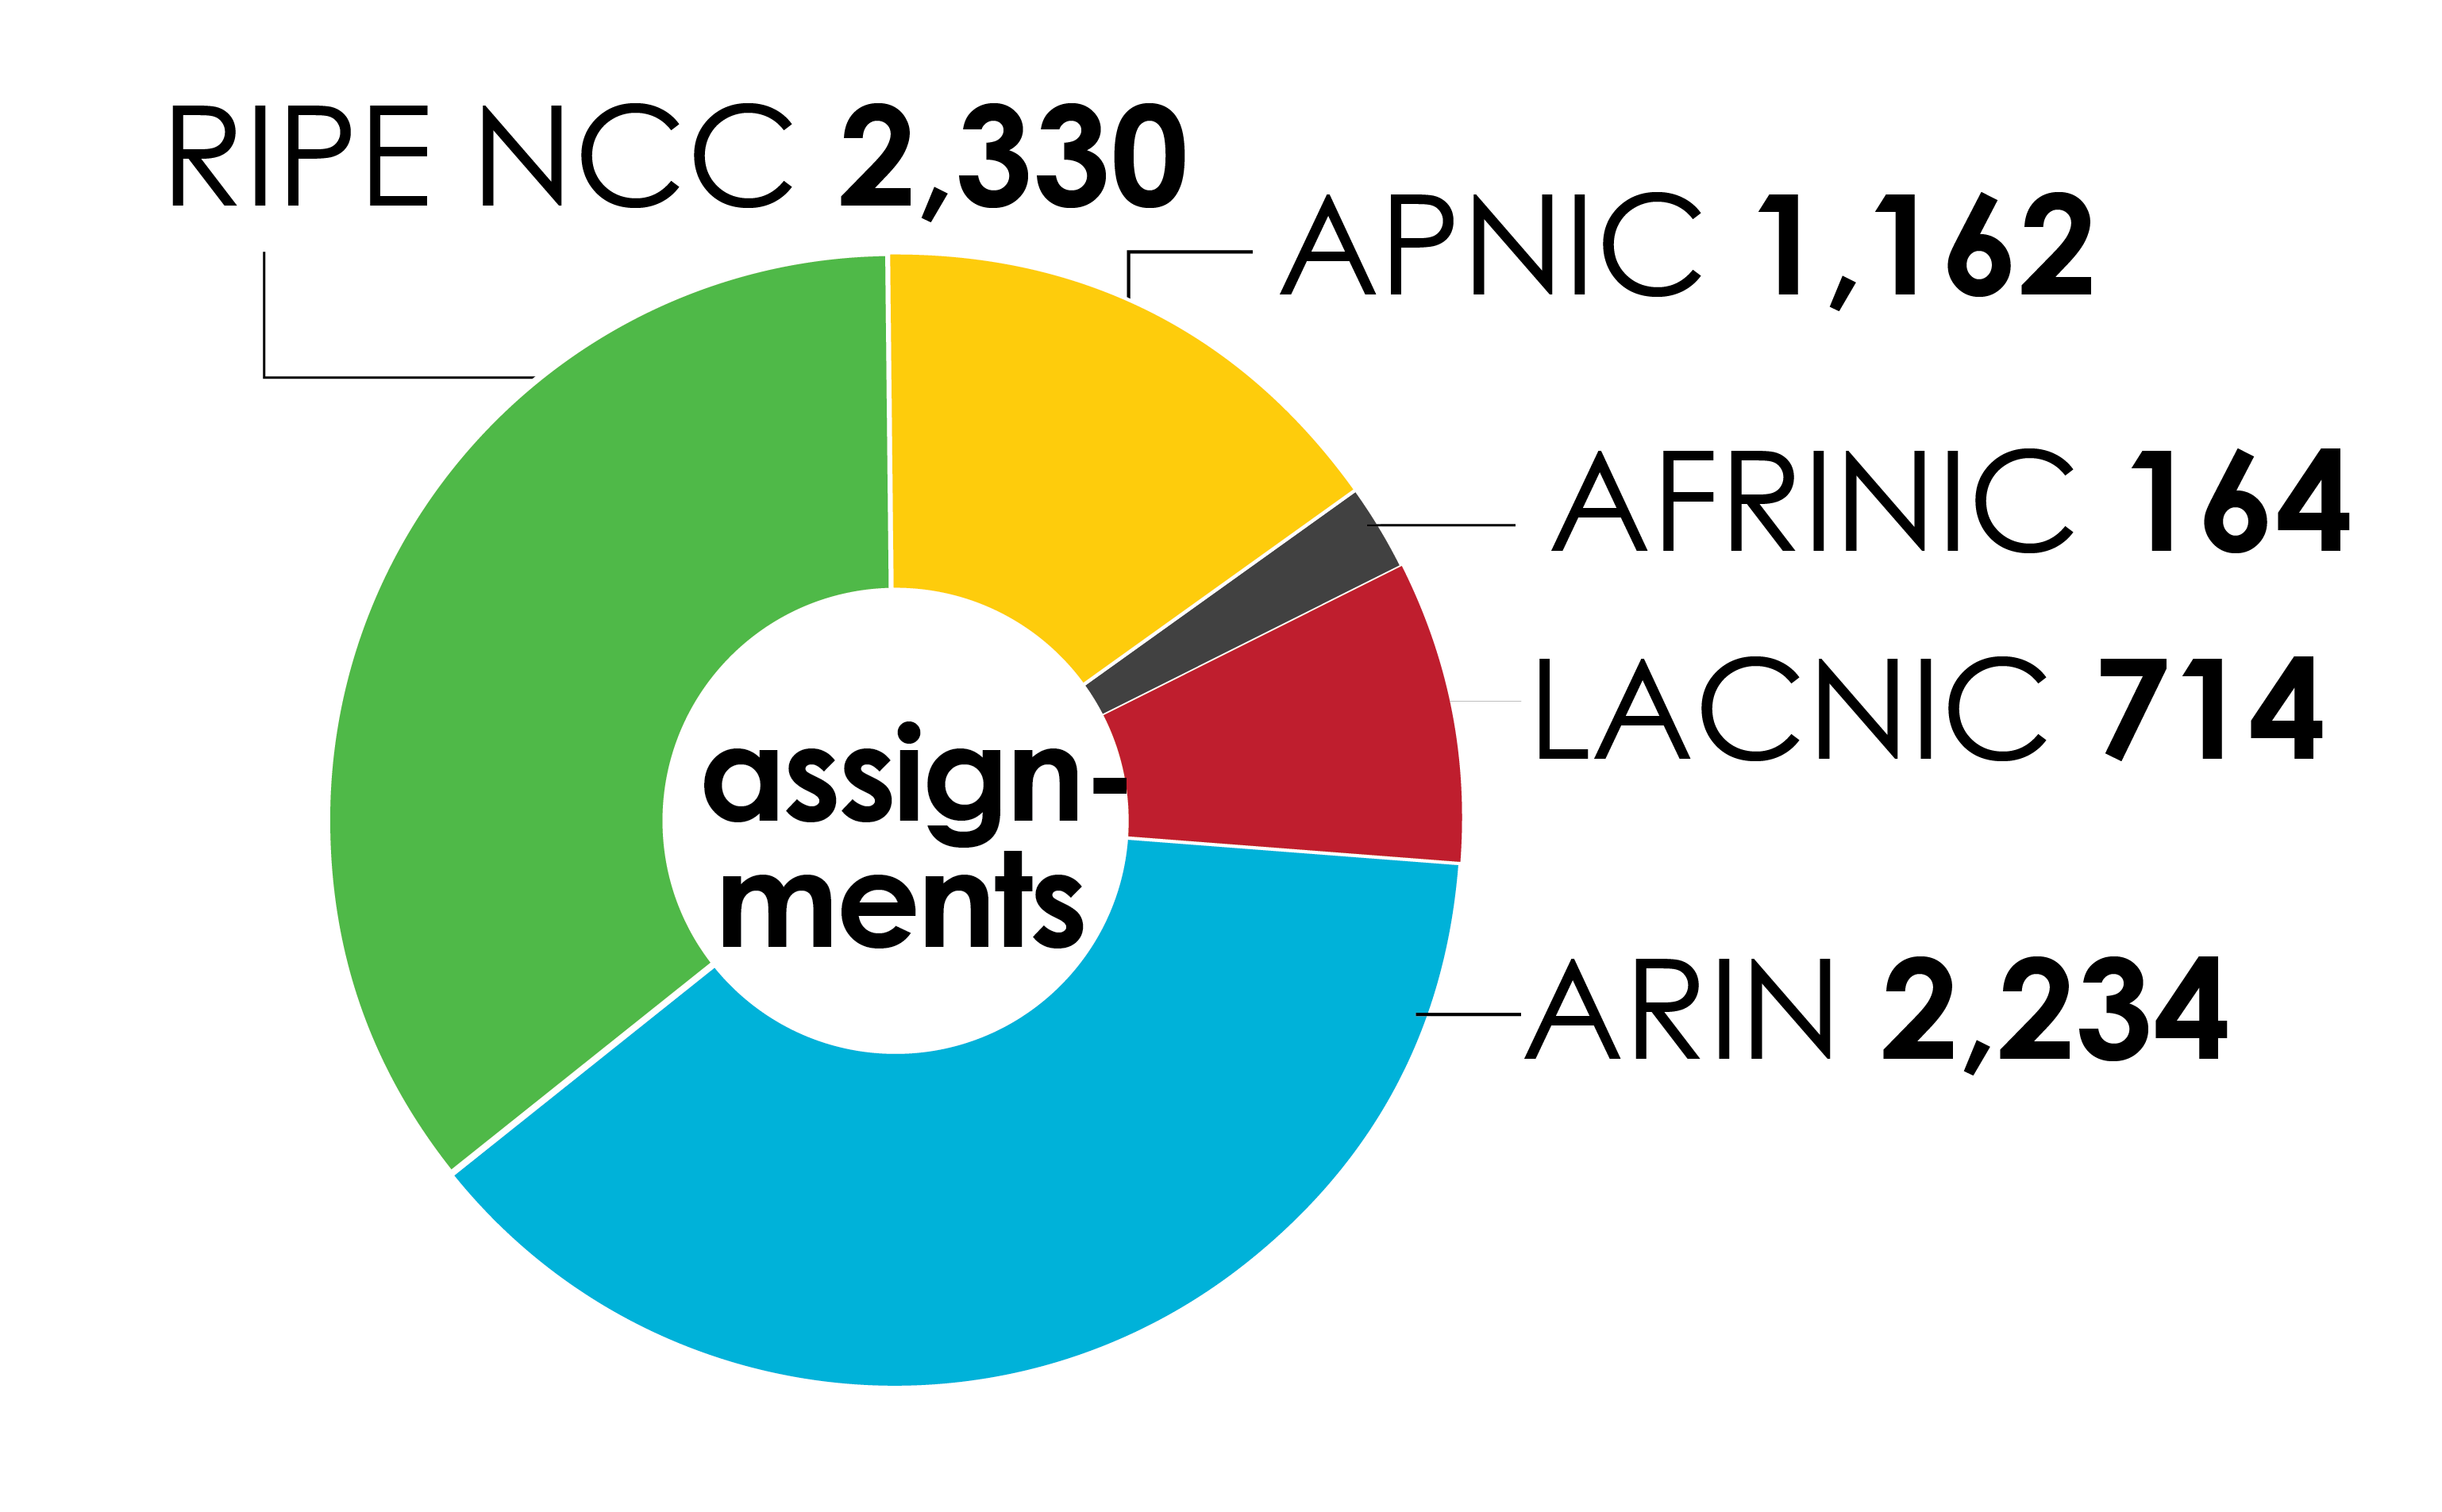 RIPE NCC 2,330
APNIC 1,162
AFRINIC 164
LACNIC 714
assign-
ments
ARIN 2,234